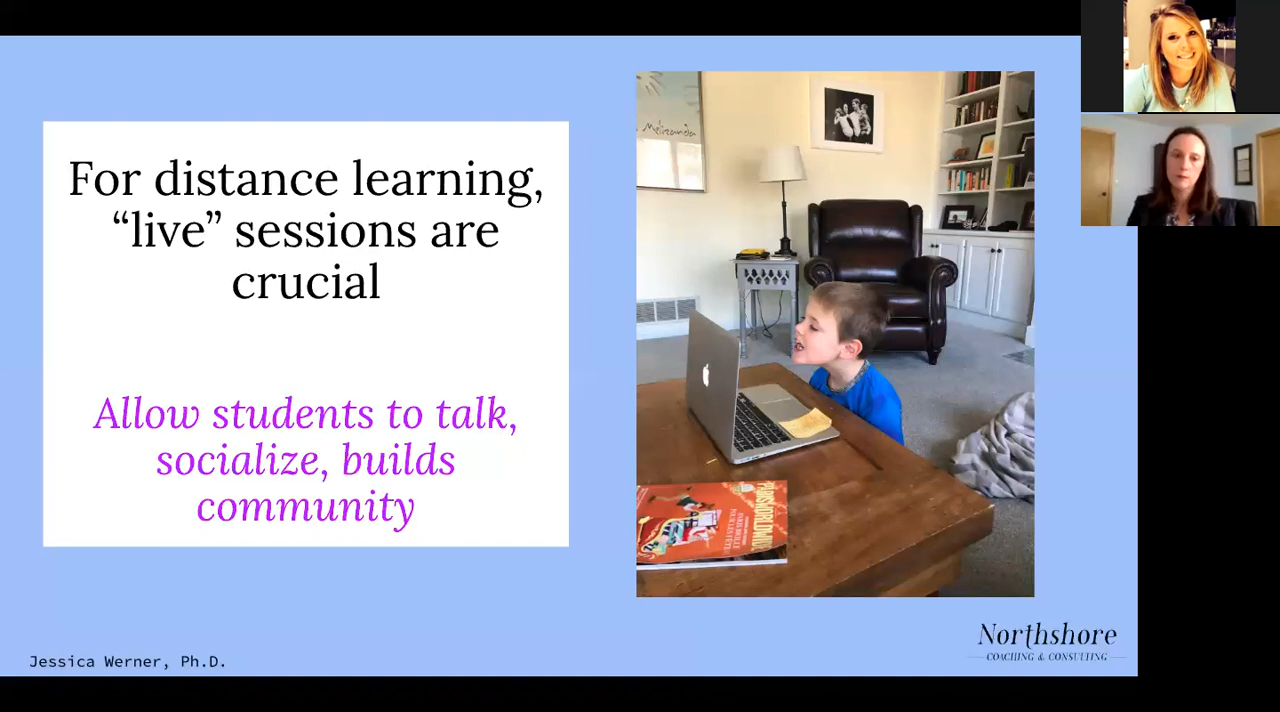 For distance learning,
“live” sessions are
crucial
Allow students to talk,
socialize, builds
community
Jessica Werner, Ph.D.
Northshore
COACHING & CONSULTING